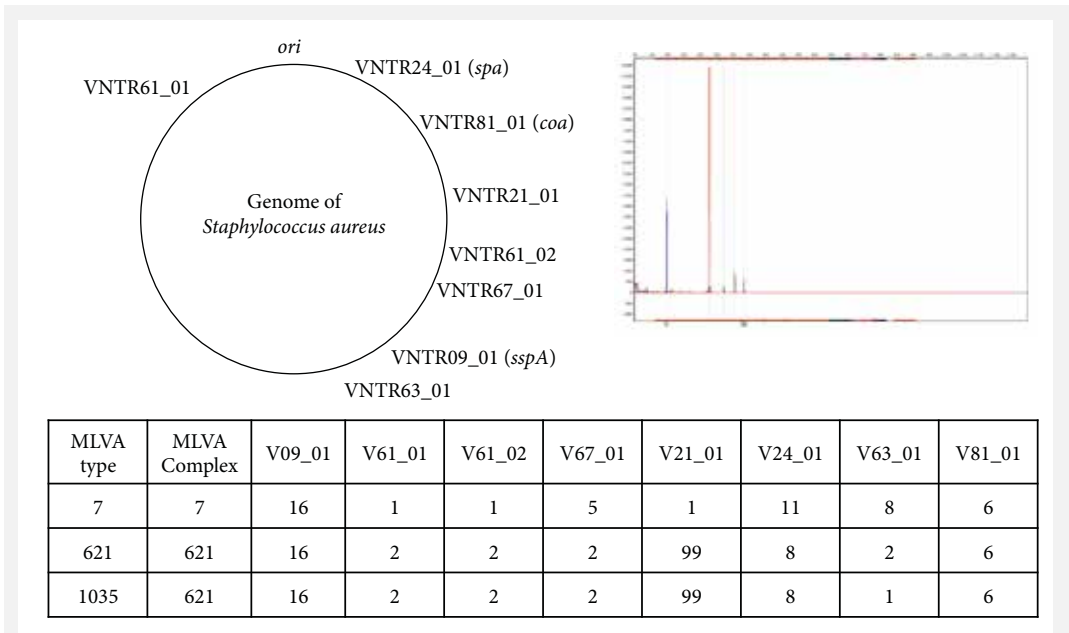 ori
VNTR24_01 (spa)
VNTR61_01
VNTR81_01 (coa)
VNTR21_01
Genome of
Staphylococcus aureus
VNTR61_02
VNTR67_01
VNTR09_01 (sspA)
VNTR63_01
MLVA type MLVA Complex V09_01 V61_01 V61_02 V67_01 V21_01 V24_01 V63_01 V81_01
7 7 16 1 1 5 1 11 8 6
621 621 16 2 2 2 99 8 2 6
1035 621 16 2 2 2 99 8 1 6